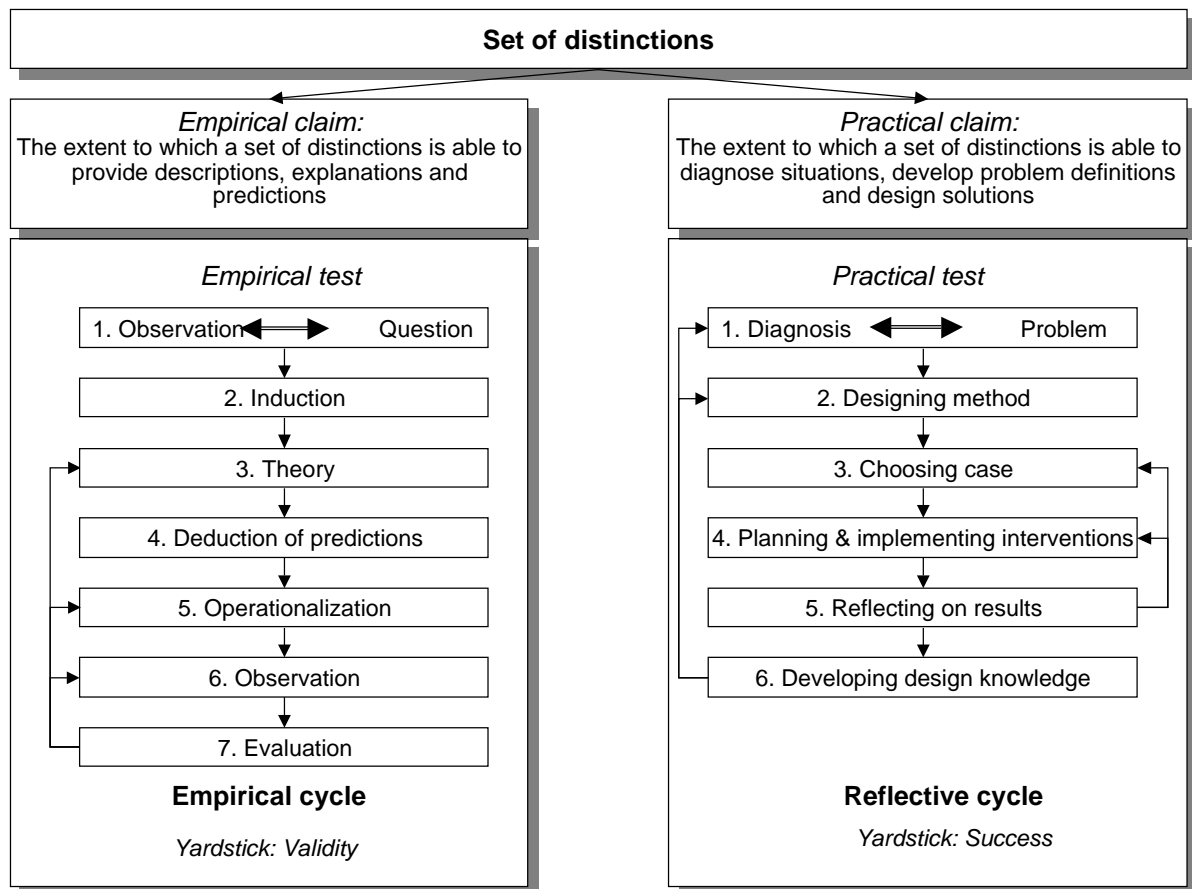 Set of distinctions
Empirical claim:
The extent to which a set of distinctions is able to
provide descriptions, explanations and
predictions
Empirical test
1. Observation Question
2. Induction
3. Theory
4. Deduction of predictions
5. Operationalization
6. Observation
7. Evaluation
Empirical cycle
Yardstick: Validity
Practical claim:
The extent to which a set of distinctions is able to
diagnose situations, develop problem definitions
and design solutions
Practical test
1. Diagnosis Problem
2. Designing method
3. Choosing case
4. Planning & implementing interventions
5. Reflecting on results
6. Developing design knowledge
Reflective cycle
Yardstick: Success